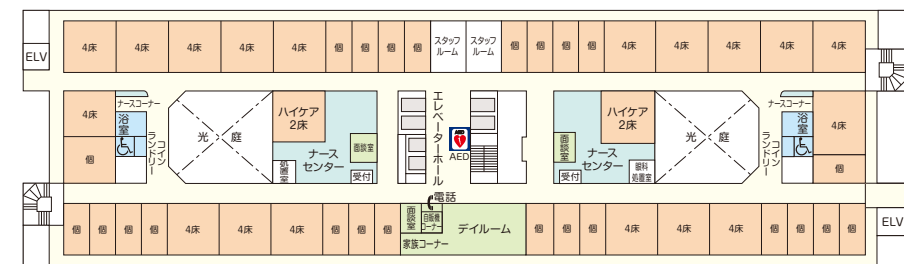 ELV
4床
4床
4床
4床
4床
個
個
個
個
スタッフ
ルーム
スタッフ
ルーム
個
個
個
個
4床
4床
4床
4床
4床
4床
個
ナースコーナー
浴室
コイン
ランドリー
光 庭
ハイケア
2床
ナース
センター
処置室
面談室
受付
エレベーターホール
AED
AED
面談室
受付
ナース
センター
ハイケア
2床
眼科
処置室
光 庭
コイン
ランドリー
ナースコーナー
浴室
4床
個
電話
個
個
個
個
4床
4床
4床
個
個
個
面談室
自販機
コーナー
家族コーナー
デイルーム
個
個
個
4床
4床
4床
個
個
個
個
ELV